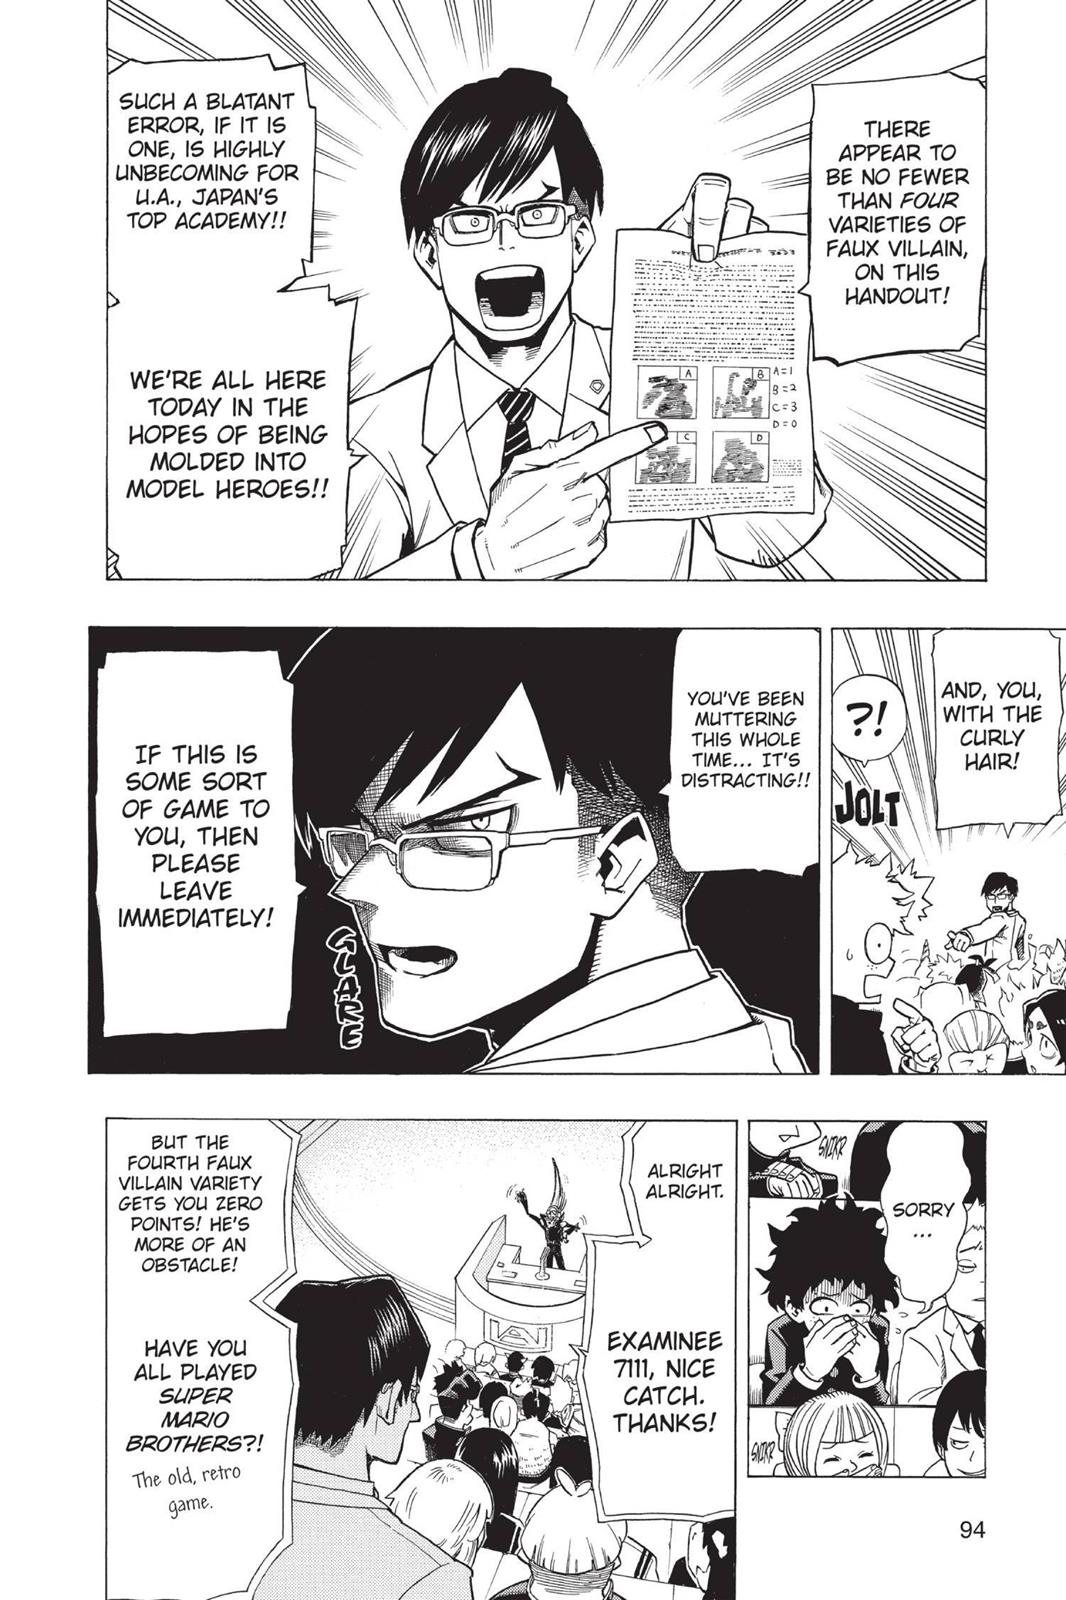 THERE
APPEAR TO
BE NO FEWER
THAN FOUR
VARIETIES OF
FAUX VILLAIN,
ON THIS
HANDOUT!
SUCH A BLATANT
ERROR, IF IT IS
ONE, IS HIGHLY
UNBECOMING FOR
U.A., JAPAN'S
TOP ACADEMY!!
WE'RE ALL HERE
TODAY IN THE
HOPES OF BEING
MOLDED INTO
MODEL HEROES!!
A
B
C
D
A=1
B=2
C=3
D=0
AND, YOU,
WITH THE
CURLY
HAIR!
?!
JOLT
YOU'VE BEEN
MUTTERING
THIS WHOLE
TIME... IT'S
DISTRACTING!!
IF THIS IS
SOME SORT
OF GAME TO
YOU, THEN
PLEASE
LEAVE
IMMEDIATELY!
GLARE
SNIKR
SORRY
...
SNIKR
ALRIGHT
ALRIGHT.
EXAMINEE
7111, NICE
CATCH.
THANKS!
BUT THE
FOURTH FAUX
VILLAIN VARIETY
GETS YOU ZERO
POINTS! HE'S
MORE OF AN
OBSTACLE!
HAVE YOU
ALL PLAYED
SUPER
MARIO
BROTHERS?!
The old, retro
game.
94